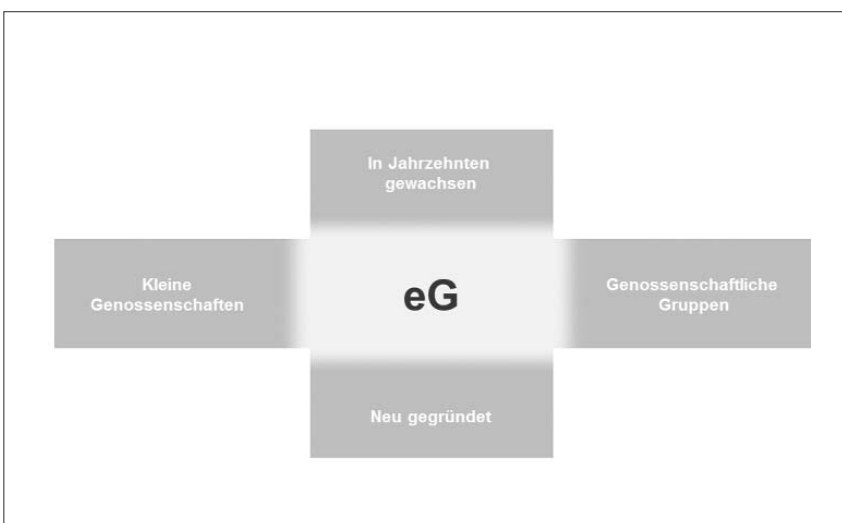 In Jahrzehnten
gewachsen
Kleine
Genossenschaften
eG
Genossenschaftliche
Gruppen
Neu gegründet